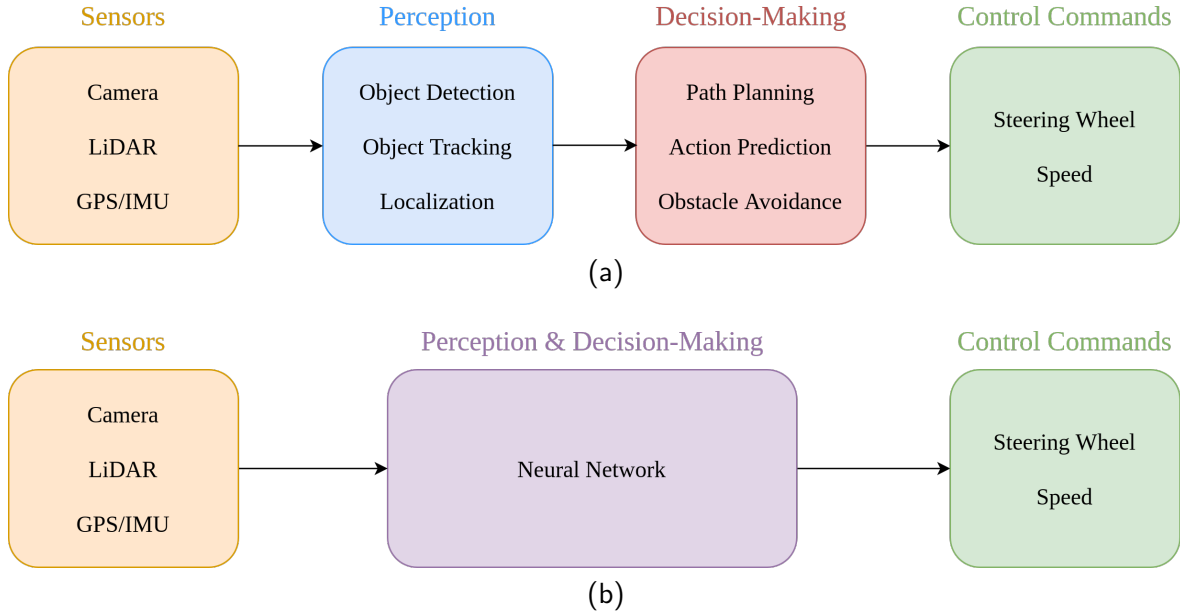 Sensors
Perception
Decision-Making
Control Commands
Camera
LiDAR
GPS/IMU
Object Detection
Object Tracking
Localization
Path Planning
Action Prediction
Obstacle Avoidance
Steering Wheel
Speed
(a)
Sensors
Perception & Decision-Making
Control Commands
Camera
LiDAR
GPS/IMU
Neural Network
Steering Wheel
Speed
(b)